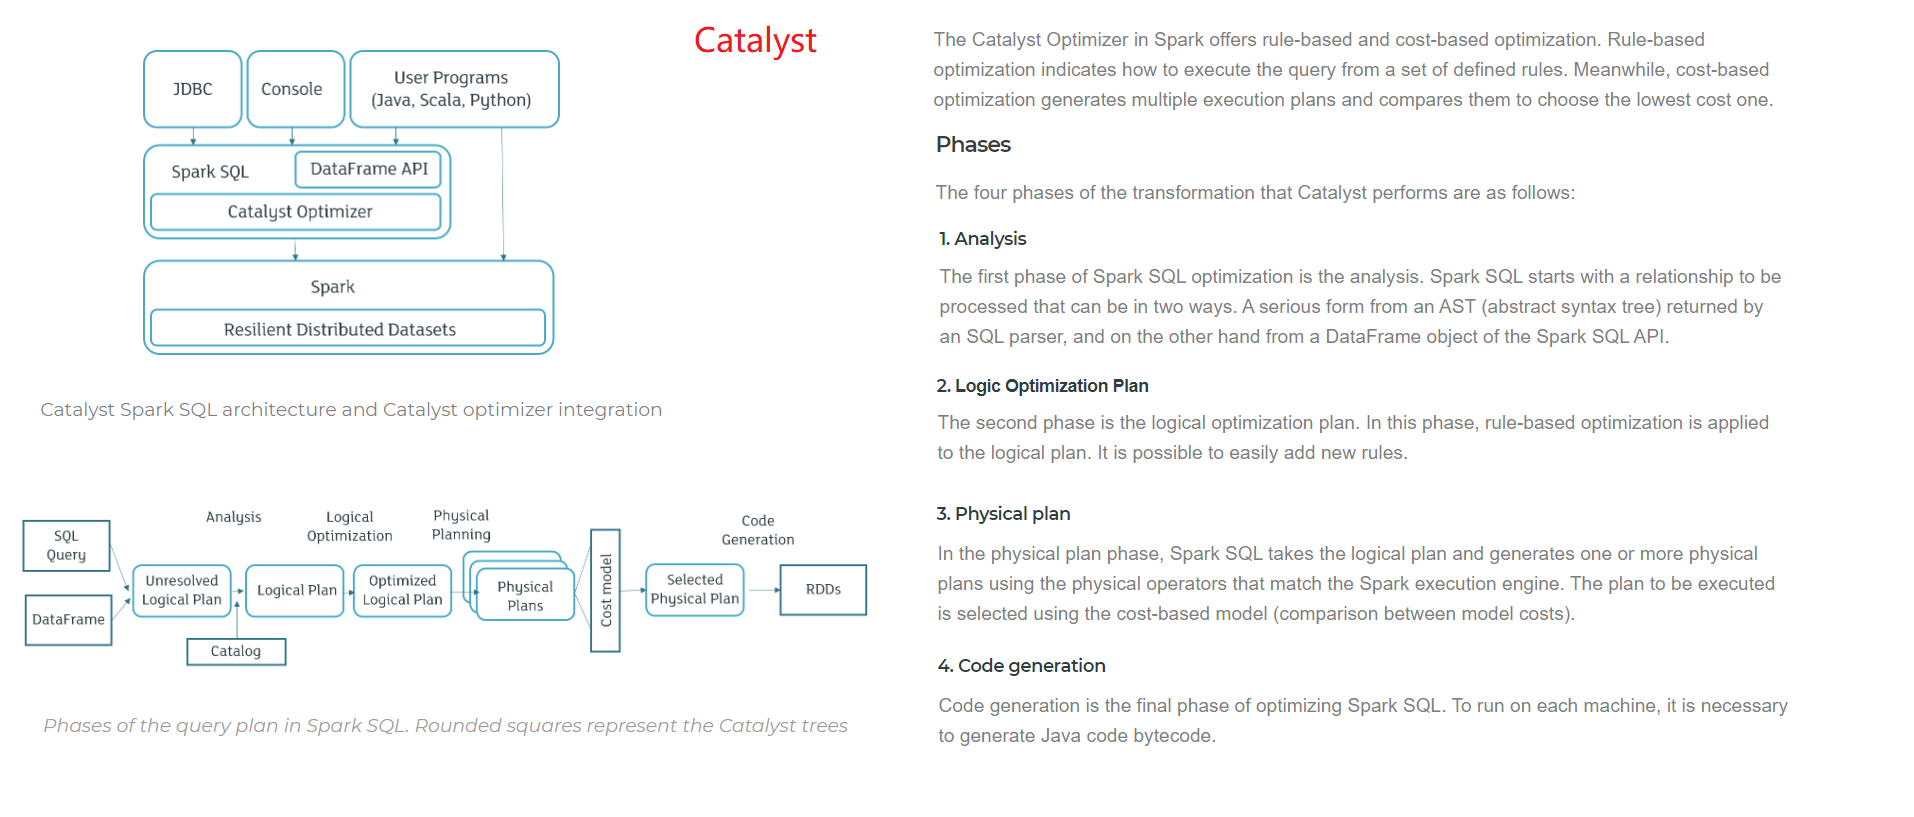 Catalyst
JDBC
Console
User Programs
(Java, Scala, Python)
Spark SQL
DataFrame API
Catalyst Optimizer
Spark
Resilient Distributed Datasets
Catalyst Spark SQL architecture and Catalyst optimizer integration
SQL
Query
DataFrame
Analysis
Logical
Optimization
Physical
Planning
Code
Generation
Unresolved
Logical Plan
Logical Plan
Optimized
Logical Plan
Physical
Plans
Cost model
Selected
Physical Plan
RDDs
Catalog
Phases of the query plan in Spark SQL. Rounded squares represent the Catalyst trees
The Catalyst Optimizer in Spark offers rule-based and cost-based optimization. Rule-based
optimization indicates how to execute the query from a set of defined rules. Meanwhile, cost-based
optimization generates multiple execution plans and compares them to choose the lowest cost one.
Phases
The four phases of the transformation that Catalyst performs are as follows:
1. Analysis
The first phase of Spark SQL optimization is the analysis. Spark SQL starts with a relationship to be
processed that can be in two ways. A serious form from an AST (abstract syntax tree) returned by
an SQL parser, and on the other hand from a DataFrame object of the Spark SQL API.
2. Logic Optimization Plan
The second phase is the logical optimization plan. In this phase, rule-based optimization is applied
to the logical plan. It is possible to easily add new rules.
3. Physical plan
In the physical plan phase, Spark SQL takes the logical plan and generates one or more physical
plans using the physical operators that match the Spark execution engine. The plan to be executed
is selected using the cost-based model (comparison between model costs).
4. Code generation
Code generation is the final phase of optimizing Spark SQL. To run on each machine, it is necessary
to generate Java code bytecode.